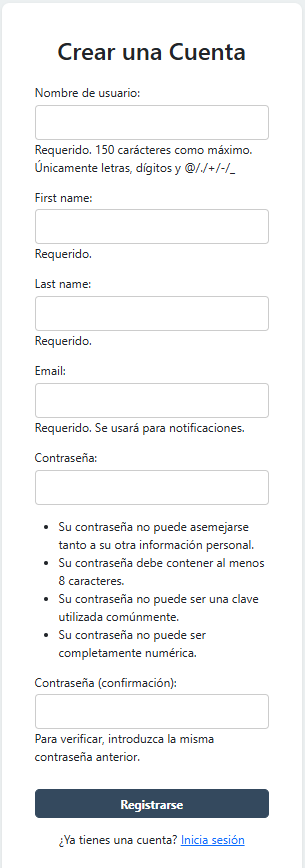 Crear una Cuenta
Nombre de usuario:
Requerido. 150 carácteres como máximo.
Únicamente letras, dígitos y @/./+/-/_
First name:
Requerido.
Last name:
Requerido.
Email:
Requerido. Se usará para notificaciones.
Contraseña:
• Su contraseña no puede asemejarse
tanto a su otra información personal.
• Su contraseña debe contener al menos
8 caracteres.
• Su contraseña no puede ser una clave
utilizada comúnmente.
• Su contraseña no puede ser
completamente numérica.
Contraseña (confirmación):
Para verificar, introduzca la misma
contraseña anterior.
Registrarse
¿Ya tienes una cuenta? Inicia sesión